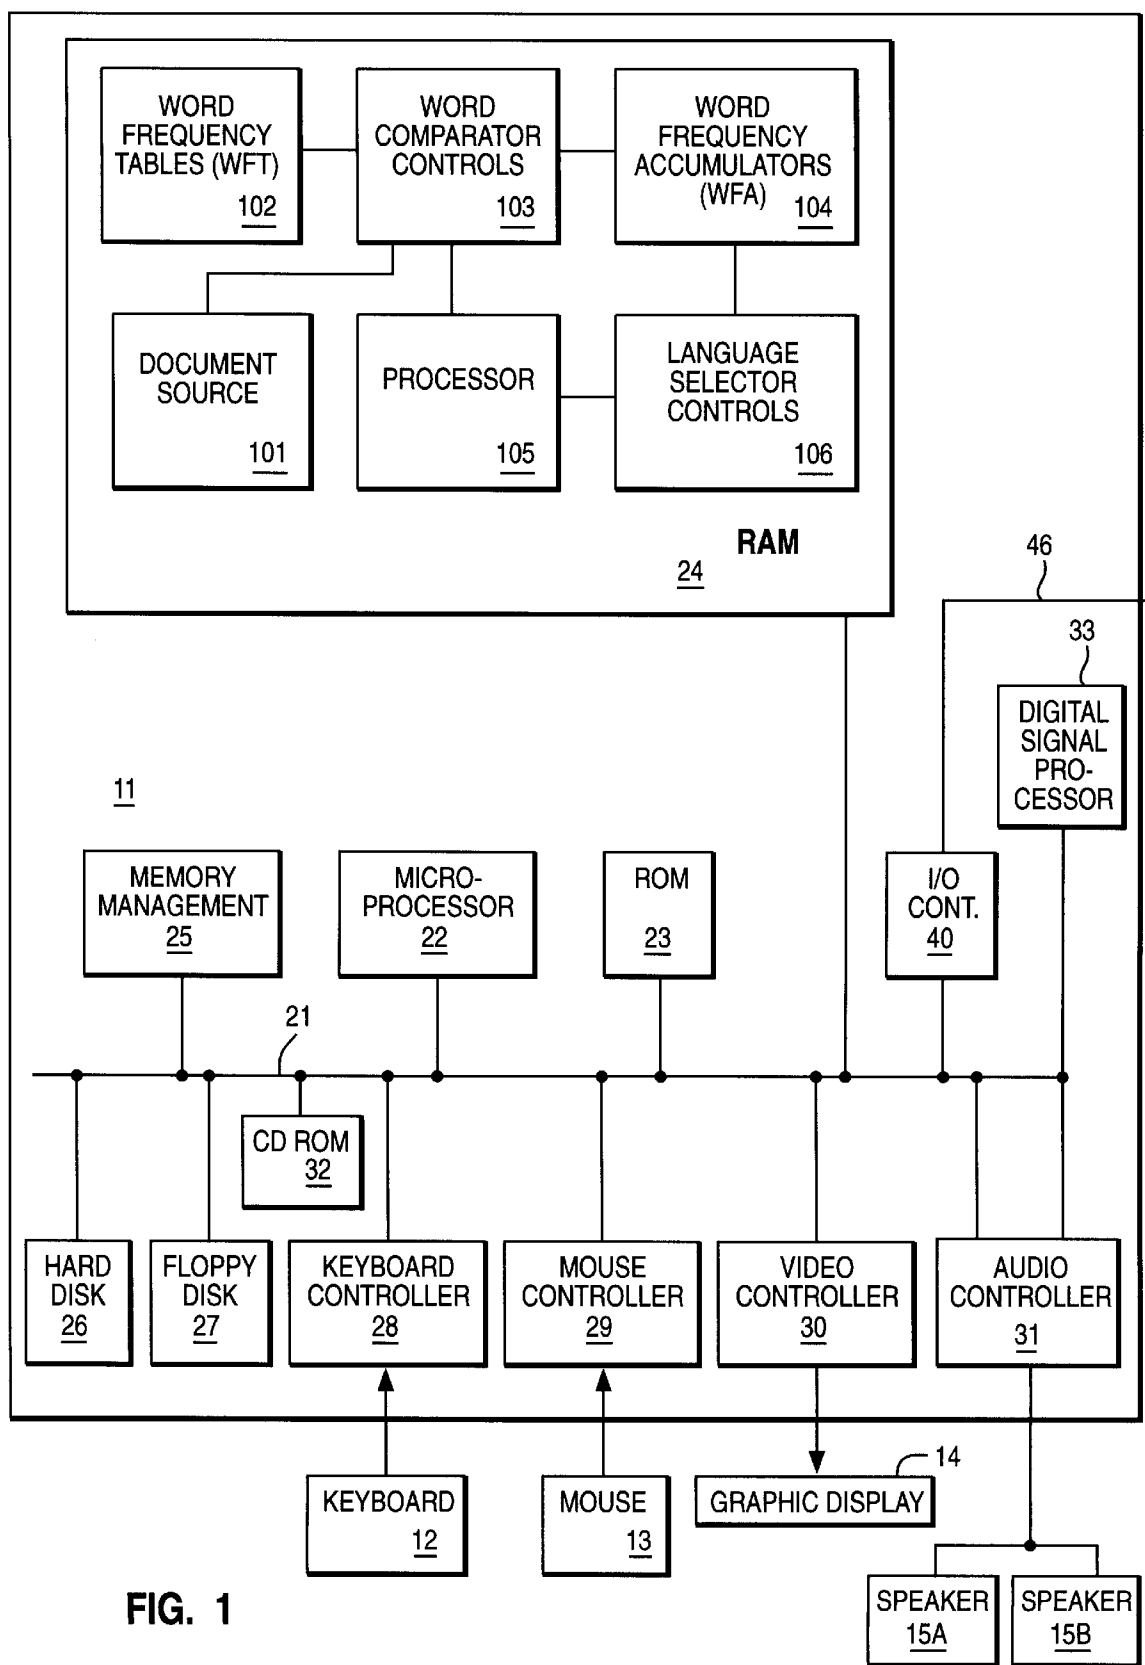 WORD
FREQUENCY
TABLES (WFT)
102
WORD
COMPARATOR
CONTROLS
103
WORD
FREQUENCY
ACCUMULATORS
(WFA)
104
DOCUMENT
SOURCE
101
PROCESSOR
105
LANGUAGE
SELECTOR
CONTROLS
106
RAM
24
46
33
DIGITAL
SIGNAL
PRO-
CESSOR
11
MEMORY
MANAGEMENT
25
MICRO-
PROCESSOR
22
ROM
23
I/O
CONT.
40
21
CD ROM
32
HARD
DISK
26
FLOPPY
DISK
27
KEYBOARD
CONTROLLER
28
MOUSE
CONTROLLER
29
VIDEO
CONTROLLER
30
AUDIO
CONTROLLER
31
KEYBOARD
12
MOUSE
13
14
GRAPHIC DISPLAY
SPEAKER
15A
SPEAKER
15B
FIG. 1